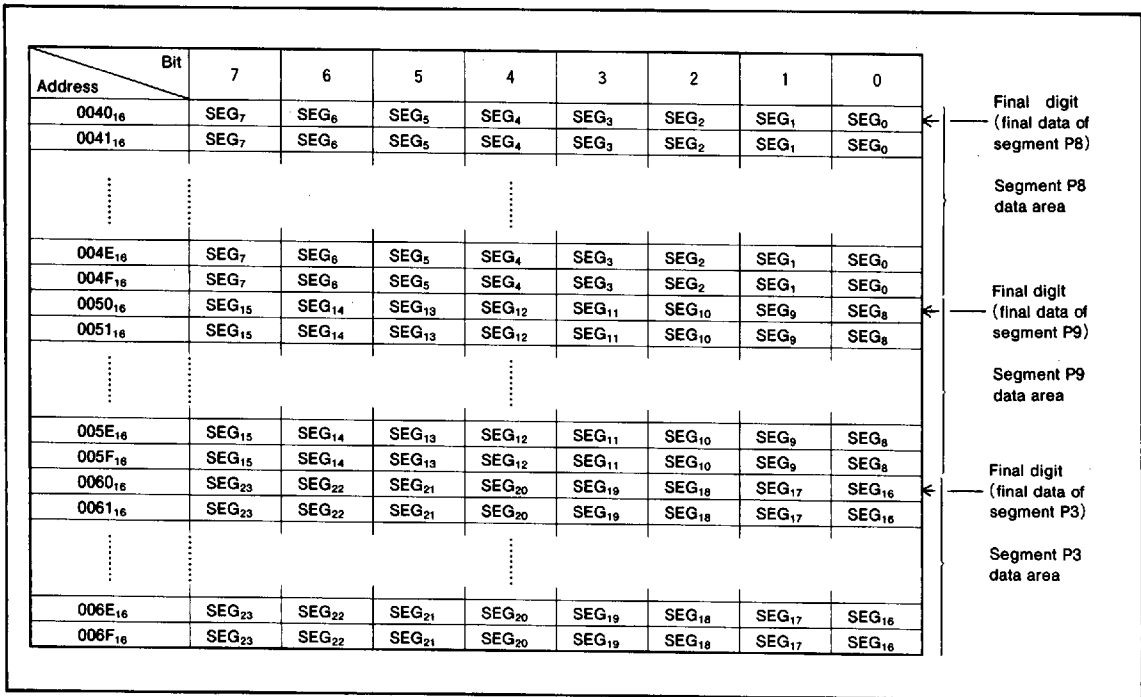 Bit
Address 7 6 5 4 3 2 1 0
0040₁₆ SEG₇ SEG₆ SEG₅ SEG₄ SEG₃ SEG₂ SEG₁ SEG₀
0041₁₆ SEG₇ SEG₆ SEG₅ SEG₄ SEG₃ SEG₂ SEG₁ SEG₀
004E₁₆ SEG₇ SEG₆ SEG₅ SEG₄ SEG₃ SEG₂ SEG₁ SEG₀
004F₁₆ SEG₇ SEG₆ SEG₅ SEG₄ SEG₃ SEG₂ SEG₁ SEG₀
0050₁₆ SEG₁₅ SEG₁₄ SEG₁₃ SEG₁₂ SEG₁₁ SEG₁₀ SEG₉ SEG₈
0051₁₆ SEG₁₅ SEG₁₄ SEG₁₃ SEG₁₂ SEG₁₁ SEG₁₀ SEG₉ SEG₈
005E₁₆ SEG₁₅ SEG₁₄ SEG₁₃ SEG₁₂ SEG₁₁ SEG₁₀ SEG₉ SEG₈
005F₁₆ SEG₁₅ SEG₁₄ SEG₁₃ SEG₁₂ SEG₁₁ SEG₁₀ SEG₉ SEG₈
0060₁₆ SEG₂₃ SEG₂₂ SEG₂₁ SEG₂₀ SEG₁₉ SEG₁₈ SEG₁₇ SEG₁₆
0061₁₆ SEG₂₃ SEG₂₂ SEG₂₁ SEG₂₀ SEG₁₉ SEG₁₈ SEG₁₇ SEG₁₆
006E₁₆ SEG₂₃ SEG₂₂ SEG₂₁ SEG₂₀ SEG₁₉ SEG₁₈ SEG₁₇ SEG₁₆
006F₁₆ SEG₂₃ SEG₂₂ SEG₂₁ SEG₂₀ SEG₁₉ SEG₁₈ SEG₁₇ SEG₁₆
Final digit
(final data of
segment P8)
Segment P8
data area
Final digit
(final data of
segment P9)
Segment P9
data area
Final digit
(final data of
segment P3)
Segment P3
data area